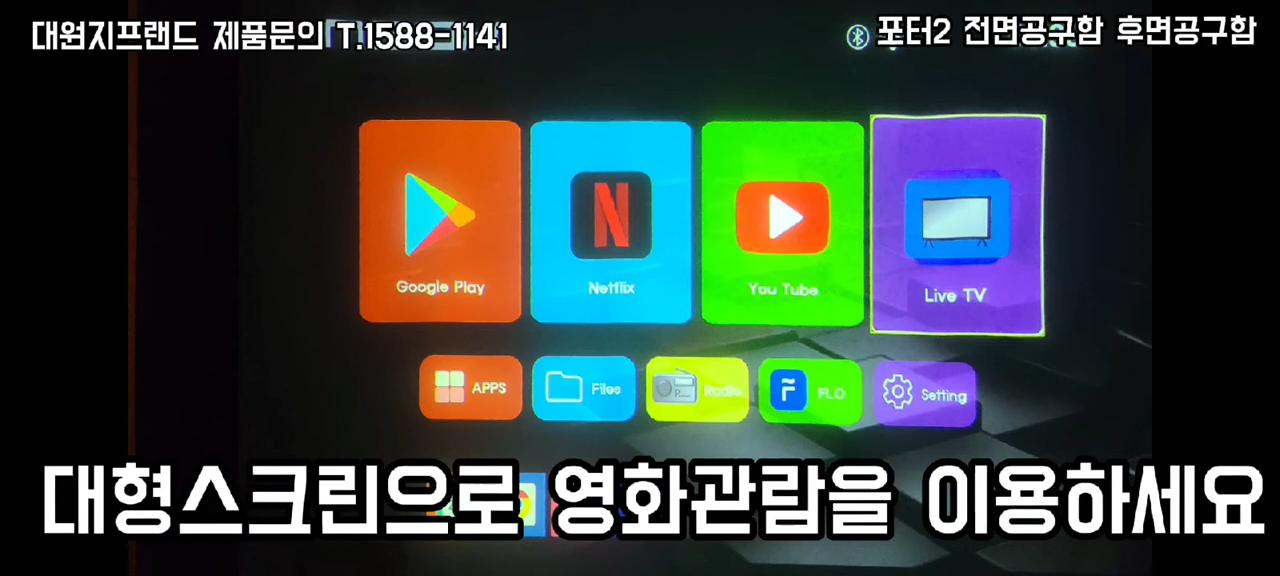 대원지프랜드 제품문의 T.1588-1141
포터2 전면공구함 후면공구함
Google Play
Netflix
You Tube
Live TV
APPS
Files
Radio
FLO
Setting
대형스크린으로 영화관람을 이용하세요